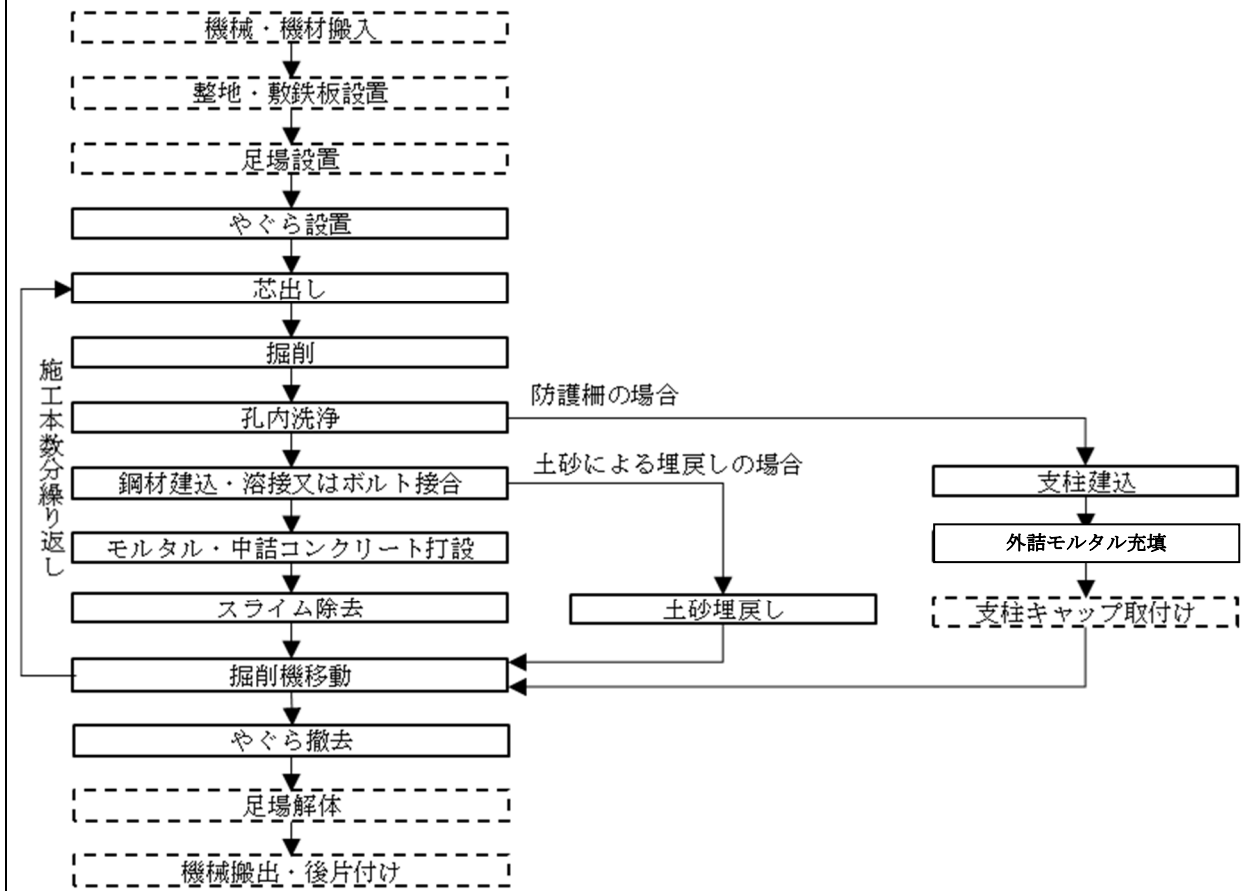 機械・機材搬入
整地・敷鉄板設置
足場設置
やぐら設置
芯出し
掘削
孔内洗浄
防護柵の場合
鋼材建込・溶接又はボルト接合
土砂による埋戻しの場合
支柱建込
モルタル・中詰コンクリート打設
外詰モルタル充填
スライム除去
土砂埋戻し
支柱キャップ取付け
掘削機移動
施工本数分繰り返し
やぐら撤去
足場解体
機械搬出・後片付け